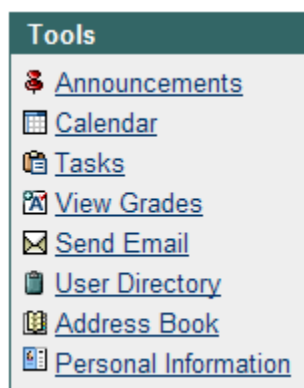 Tools
Announcements
Calendar
Tasks
View Grades
Send Email
User Directory
Address Book
Personal Information